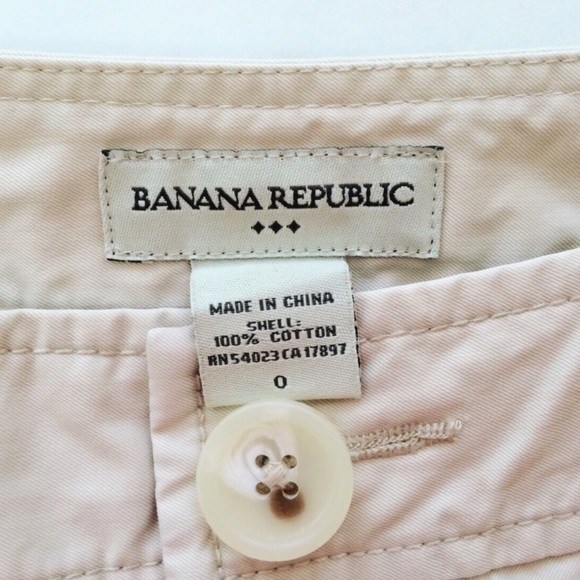 BANANA REPUBLIC
MADE IN CHINA
SHELL:
100% COTTON
RN54023 CA17897
0